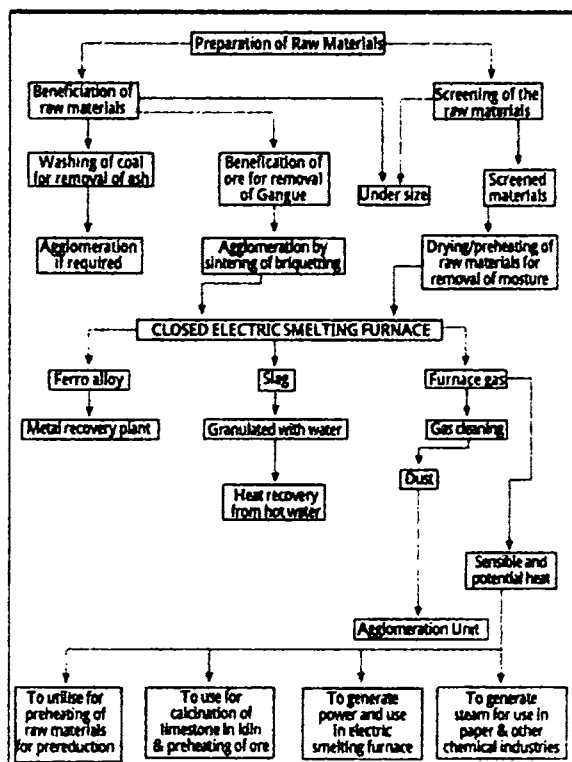 Preparation of Raw Materials
Beneficiation of
raw materials
Screening of the
raw materials
Washing of coal
for removal of ash
Benefication of
ore for removal
of Gangue
Under size
Screened
materials
Agglomeration
if required
Agglomeration by
sintering of briquetting
Drying/preheating of
raw materials for
removal of mosture
CLOSED ELECTRIC SMELTING FURNACE
Ferro alloy
Slag
Furnace gas
Metal recovery plant
Granulated with water
Gas cleaning
Dust
Heat recovery
from hot water
Sensible and
potential heat
Agglomeration Unit
To utilise for
preheating of
raw materials
for prereduction
To use for
calcination of
limestone in kiln
& preheating of ore
To generate
power and use
in electric
smelting furnace
To generate
steam for use in
paper & other
chemical industries